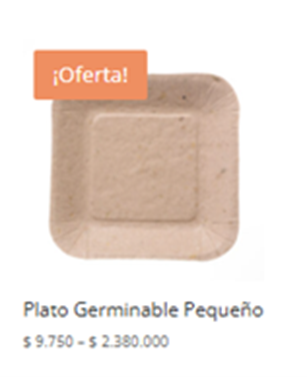 ¡Oferta!
Plato Germinable Pequeño
$ 9.750 – $ 2.380.000